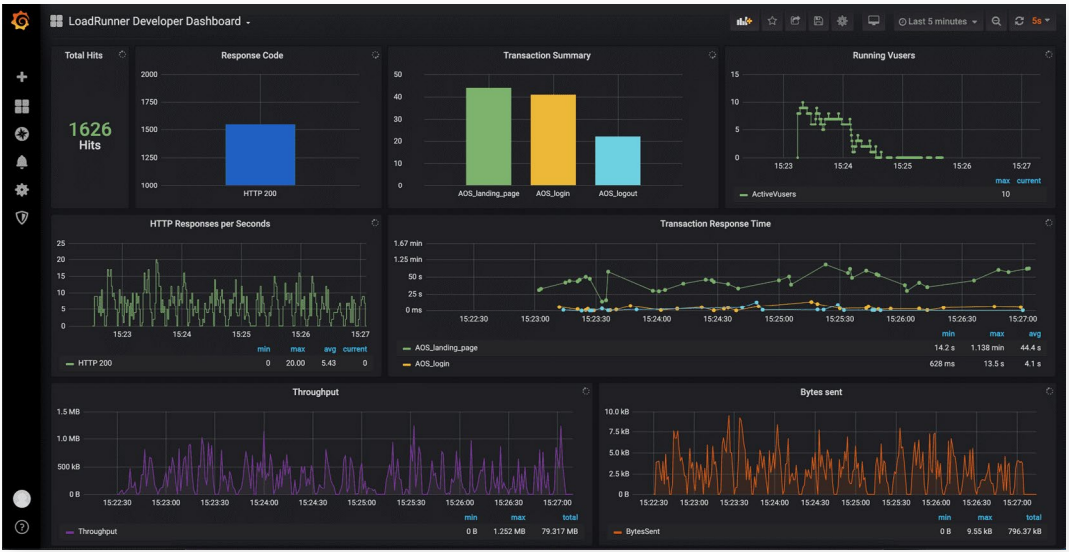 LoadRunner Developer Dashboard
Last 5 minutes
5s
Total Hits
1626
Hits
Response Code
2000
1750
1500
1250
1000
HTTP 200
Transaction Summary
50
40
30
20
10
0
AOS_landing_page AOS_login AOS_logout
Running Vusers
15
10
5
0
15:23 15:24 15:25 15:26 15:27
max current
ActiveVusers 10
HTTP Responses per Seconds
25
20
15
10
5
0
15:23 15:24 15:25 15:26 15:27
min max avg current
HTTP 200 0 20.00 5.43 0
Transaction Response Time
1.67 min
1.25 min
50 s
25 s
0 ms
15:22:30 15:23:00 15:23:30 15:24:00 15:24:30 15:25:00 15:25:30 15:26:00 15:26:30 15:27:00
min max avg
AOS_landing_page 14.2 s 1.138 min 44.4 s
AOS_login 628 ms 13.5 s 4.1 s
Throughput
1.5 MB
1.0 MB
500 kB
0 B
15:22:30 15:23:00 15:23:30 15:24:00 15:24:30 15:25:00 15:25:30 15:26:00 15:26:30 15:27:00
min max total
Throughput 0 B 1.252 MB 79.317 MB
Bytes sent
10.0 kB
7.5 kB
5.0 kB
2.5 kB
0 B
15:22:30 15:23:00 15:23:30 15:24:00 15:24:30 15:25:00 15:25:30 15:26:00 15:26:30 15:27:00
min max total
BytesSent 0 B 9.55 kB 796.37 kB